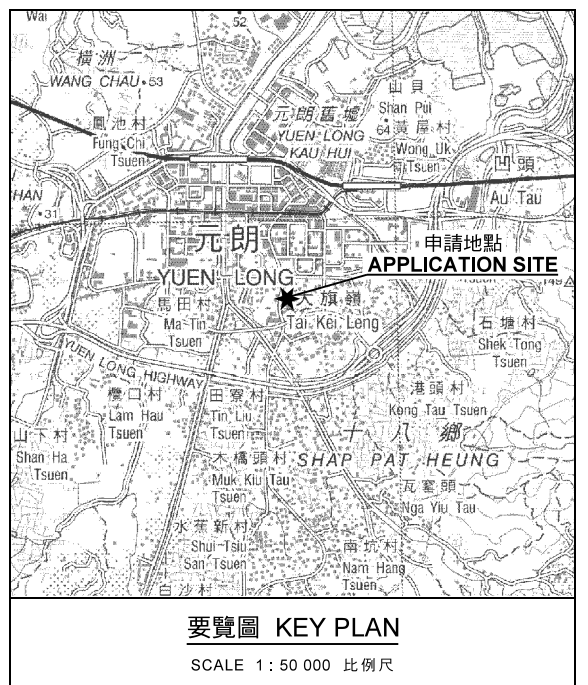 Wai
Tsuen
52
橫洲
WANG CHAU
53
山貝
Shan Pui
鳳池村
Fung Chi
Tsuen
元朗舊墟
YUEN LONG
KAU HUI
64
黃屋村
Wong Uk
Tsuen
凹頭
Au Tau
HAN
31
元朗
YUEN LONG
申請地點
APPLICATION SITE
大旗嶺
Tai Kei Leng
149
馬田村
Ma Tin
Tsuen
石塘村
Shek Tong
Tsuen
YUEN LONG HIGHWAY
欖口村
Lam Hau
Tsuen
田寮村
Tin Liu
Tsuen
港頭村
Kong Tau Tsuen
山下村
Shan Ha
Tsuen
十八鄉
SHAP PAT HEUNG
木橋頭村
Muk Kiu Tau
Tsuen
瓦窰頭
Nga Yiu Tau
水蕉新村
Shui Tsiu
San Tsuen
南坑村
Nam Hang
Tsuen
白沙村
要覽圖 KEY PLAN
SCALE 1 : 50 000 比例尺